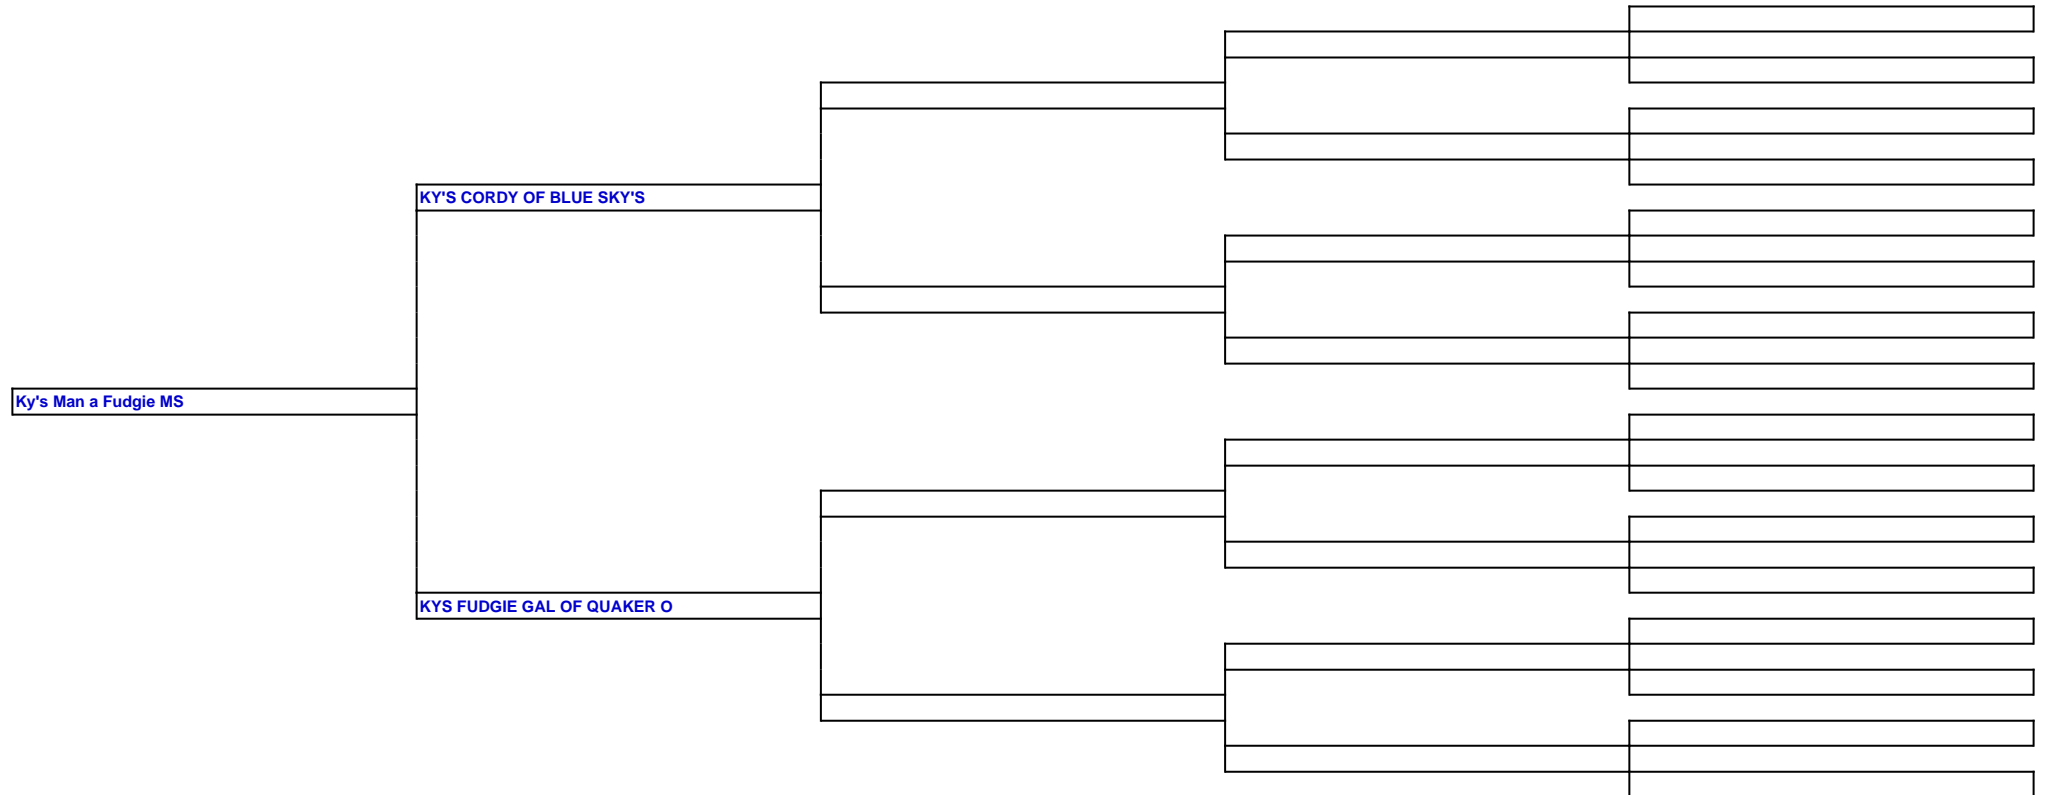 KY'S CORDY OF BLUE SKY'S
Ky's Man a Fudgie MS
KYS FUDGIE GAL OF QUAKER O